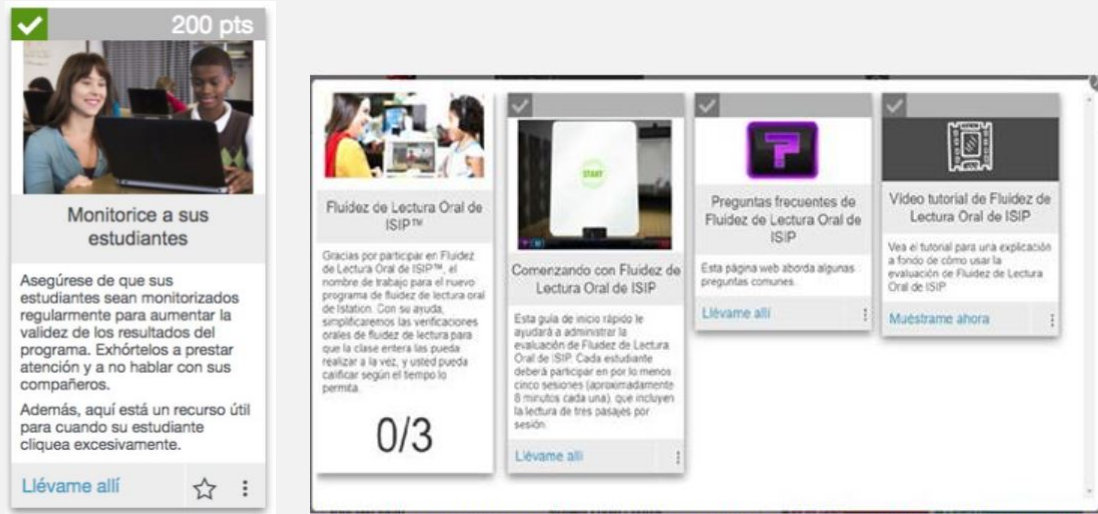 200 pts
Monitorice a sus
estudiantes
Asegúrese de que sus
estudiantes sean monitorizados
regularmente para aumentar la
validez de los resultados del
programa. Exhórtelos a prestar
atención y a no hablar con sus
compañeros.
Además, aquí está un recurso útil
para cuando su estudiante
cliquea excesivamente.
Llévame allí
Fluidez de Lectura Oral de
ISIP™
Gracias por participar en Fluidez
de Lectura Oral de ISIP™, el
nombre de trabajo para el nuevo
programa de fluidez de lectura oral
de Istation. Con su ayuda,
simplificaremos las verificaciones
orales de fluidez de lectura para
que la clase entera las pueda
realizar a la vez, y usted pueda
calificar según el tiempo lo
permita.
0/3
START
Comenzando con Fluidez de
Lectura Oral de ISIP
Esta guía de inicio rápido le
ayudará a administrar la
evaluación de Fluidez de Lectura
Oral de ISIP. Cada estudiante
deberá participar en por lo menos
cinco sesiones (aproximadamente
8 minutos cada una), que incluyen
la lectura de tres pasajes por
sesión.
Llévame allí
?
Preguntas frecuentes de
Fluidez de Lectura Oral de
ISIP
Esta página web aborda algunas
preguntas comunes.
Llévame allí
Video tutorial de Fluidez de
Lectura Oral de ISIP
Vea el tutorial para una explicación
a fondo de cómo usar la
evaluación de Fluidez de Lectura
Oral de ISIP
Muéstrame ahora